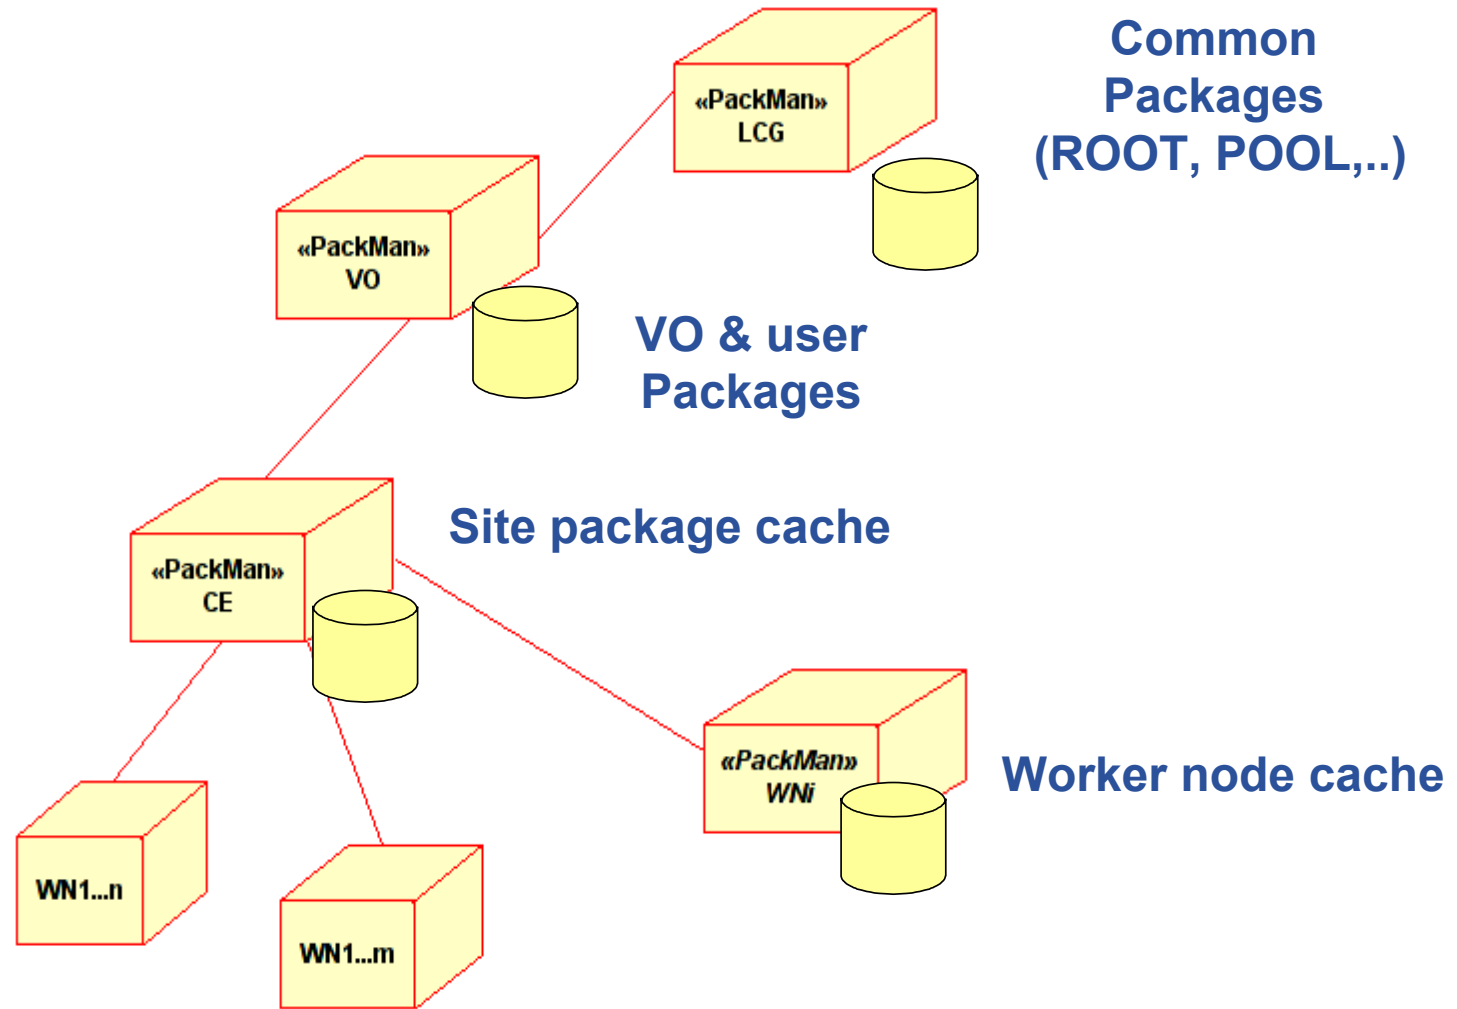 Common
Packages
(ROOT, POOL,..)
«PackMan»
LCG
«PackMan»
VO
VO & user
Packages
Site package cache
«PackMan»
CE
«PackMan»
WNi
Worker node cache
WN1...n
WN1...m